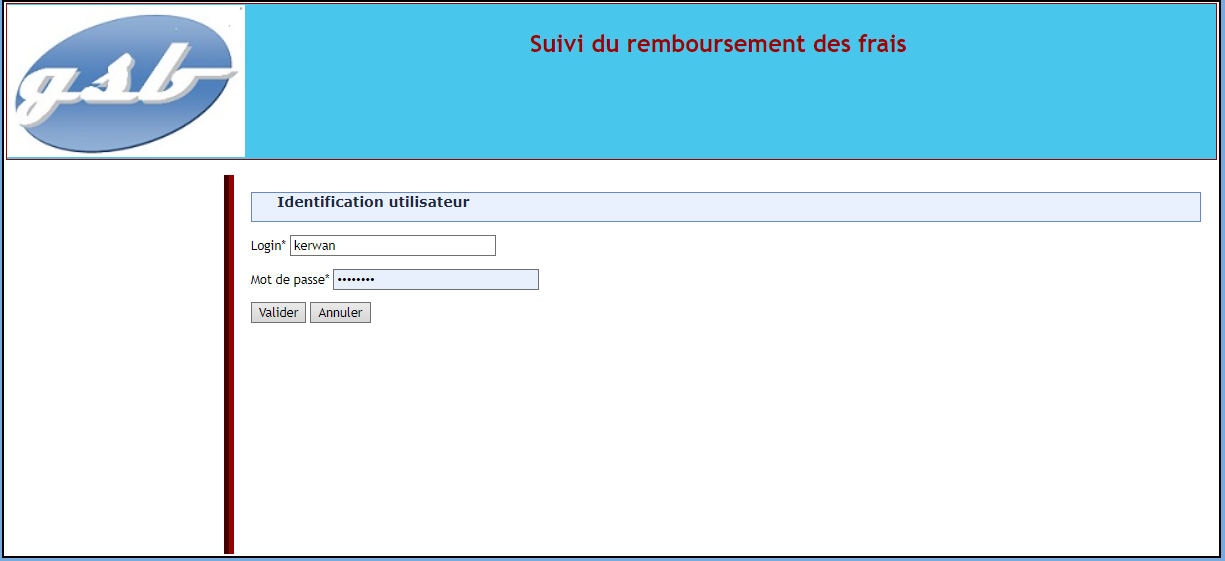 gsb
Suivi du remboursement des frais
Identification utilisateur
Login* kerwan
Mot de passe* ••••••••
Valider Annuler